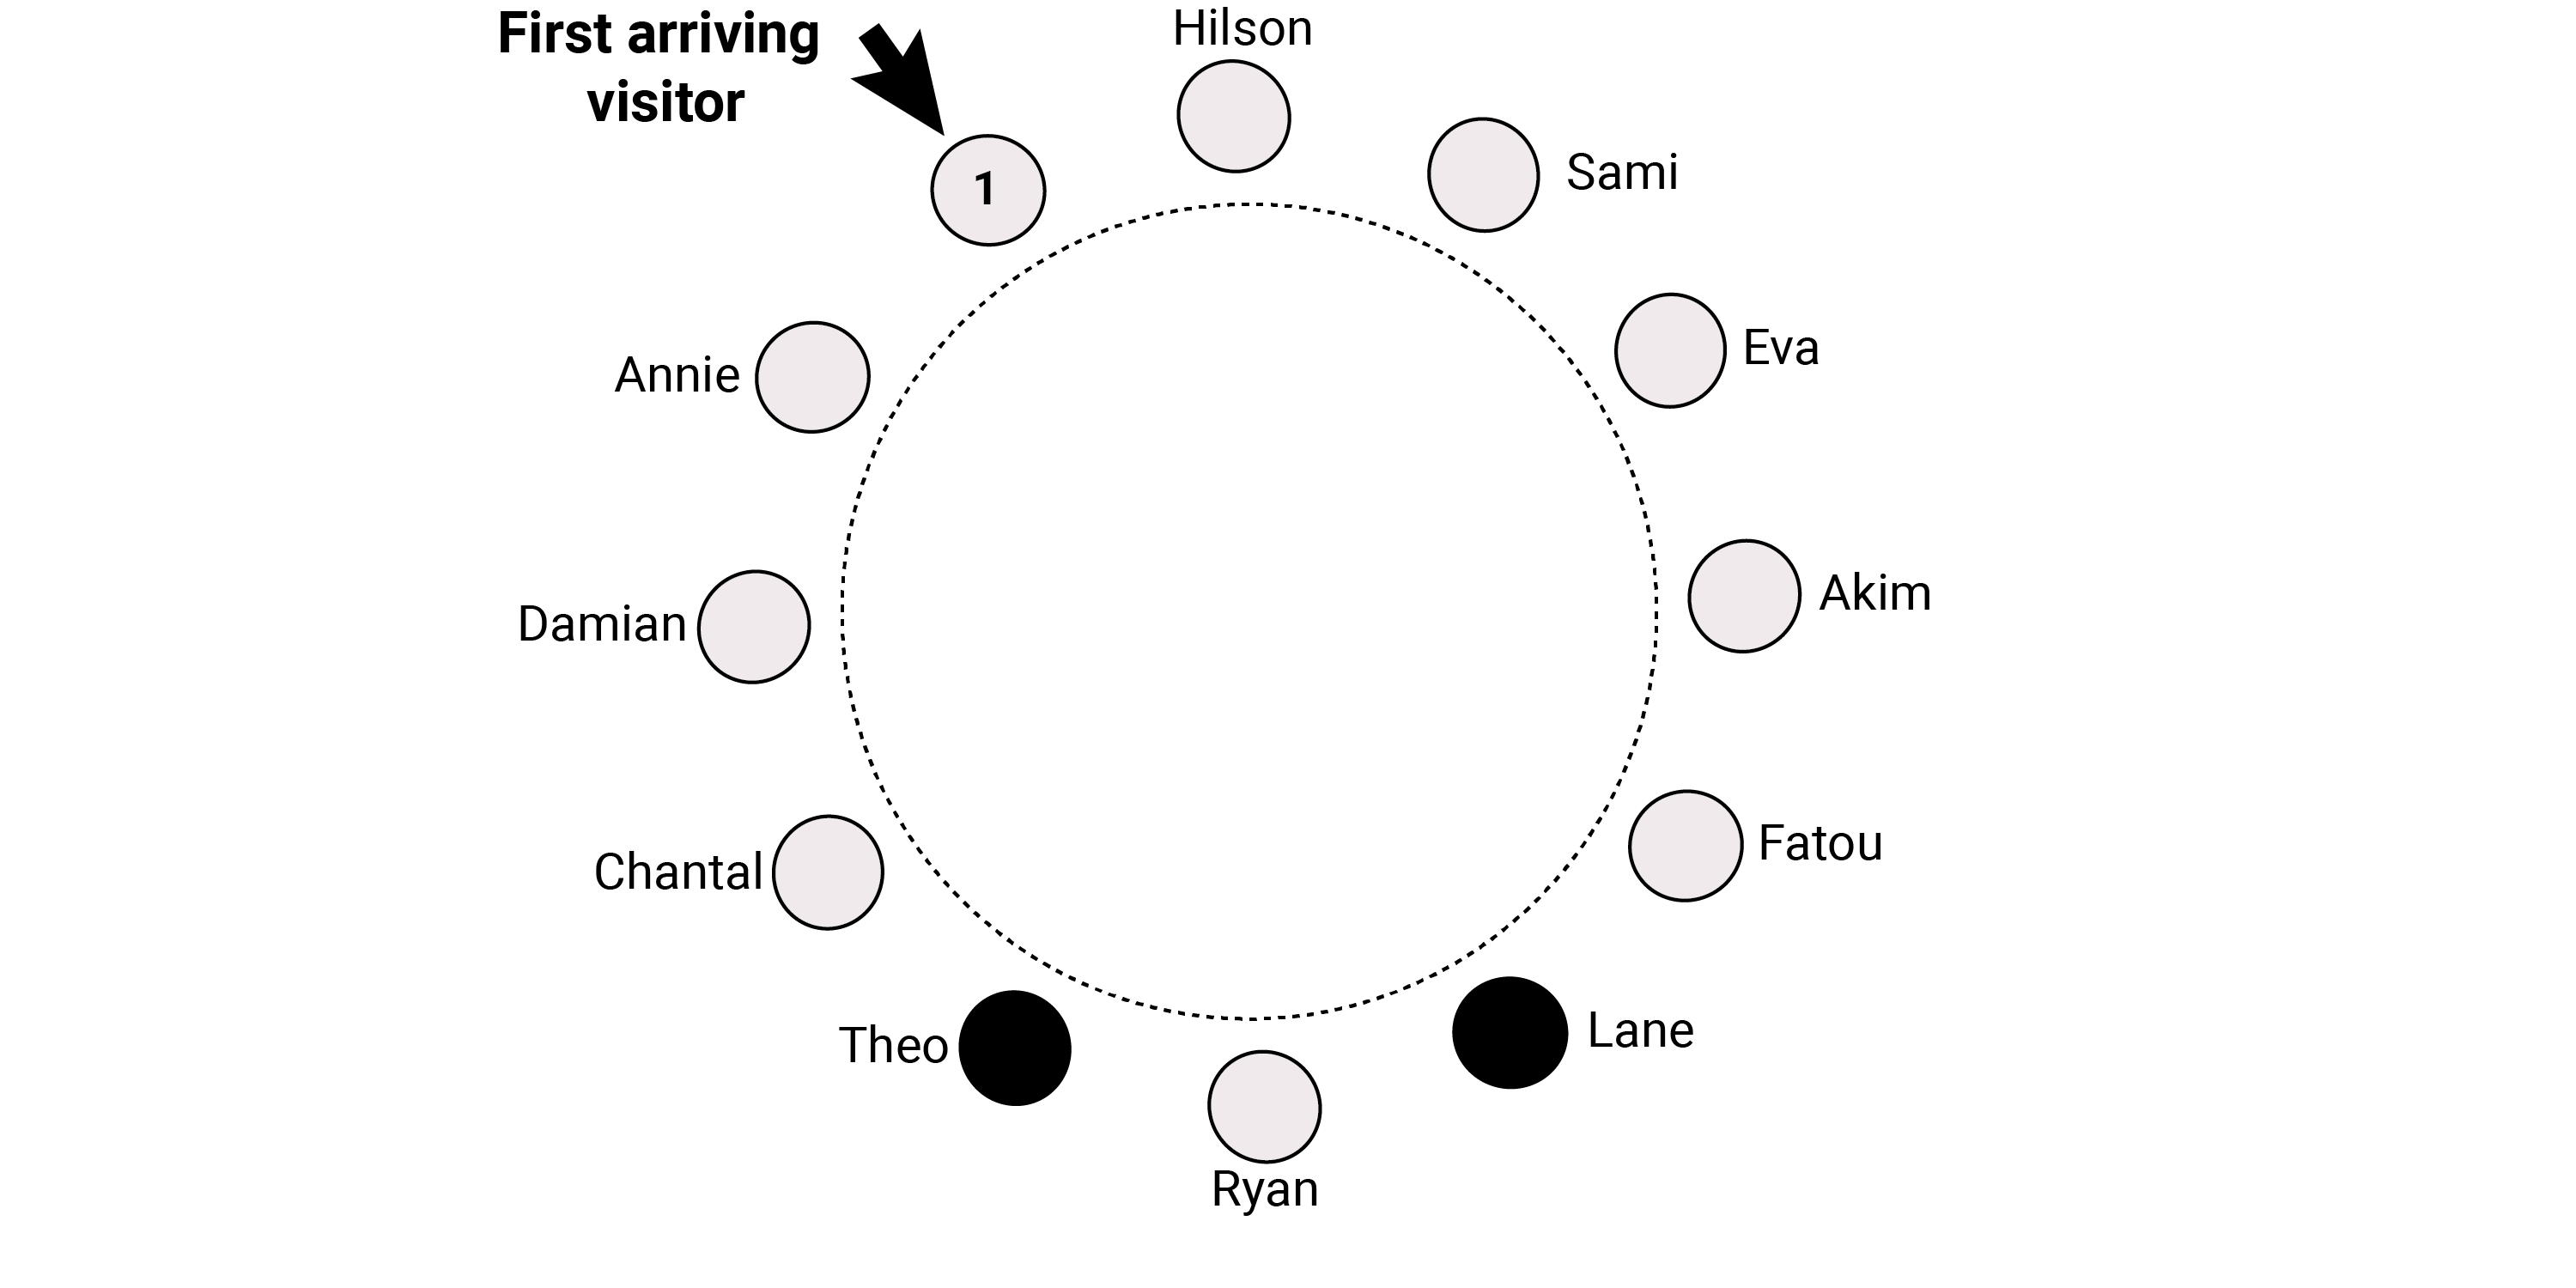 First arriving
visitor
Hilson
1
Sami
Annie
Eva
Damian
Akim
Chantal
Fatou
Theo
Lane
Ryan